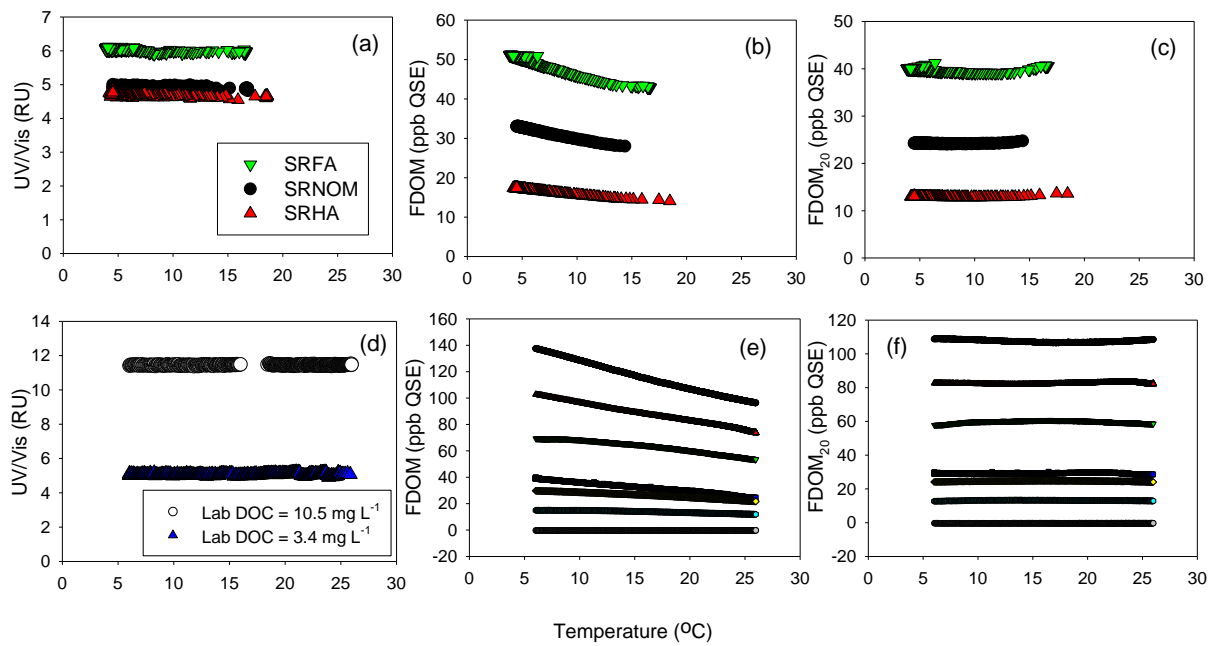 (a)
UV/Vis (RU)
7
6
5
4
3
2
1
0
SRFA
SRNOM
SRHA
0 5 10 15 20 25 30
(b)
FDOM (ppb QSE)
60
50
40
30
20
10
0
0 5 10 15 20 25 30
(c)
FDOM20 (ppb QSE)
50
40
30
20
10
0
0 5 10 15 20 25 30
(d)
UV/Vis (RU)
14
12
10
8
6
4
2
0
Lab DOC = 10.5 mg L-1
Lab DOC = 3.4 mg L-1
0 5 10 15 20 25 30
(e)
FDOM (ppb QSE)
160
140
120
100
80
60
40
20
0
-20
0 5 10 15 20 25 30
(f)
FDOM20 (ppb QSE)
120
100
80
60
40
20
0
-20
0 5 10 15 20 25 30
Temperature (OC)